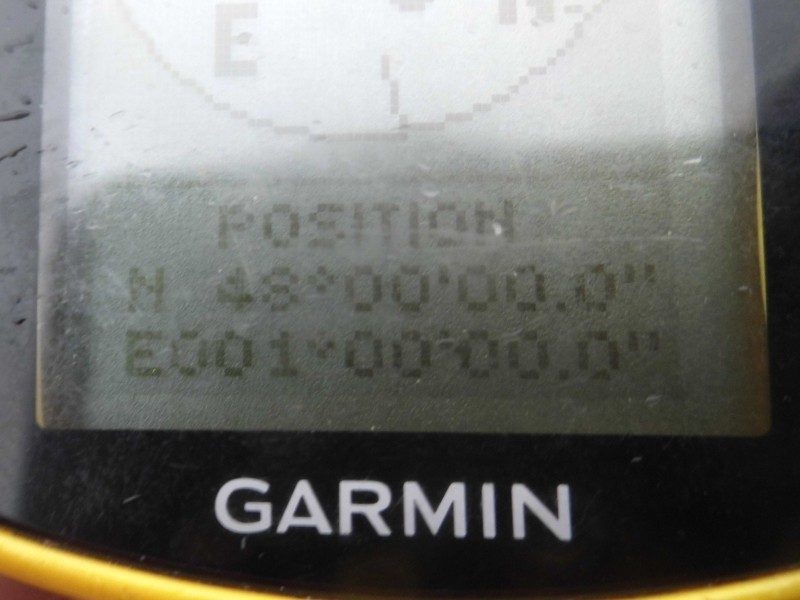 E N
POSITION
N 48°00'00.0"
E001°00'00.0"
GARMIN